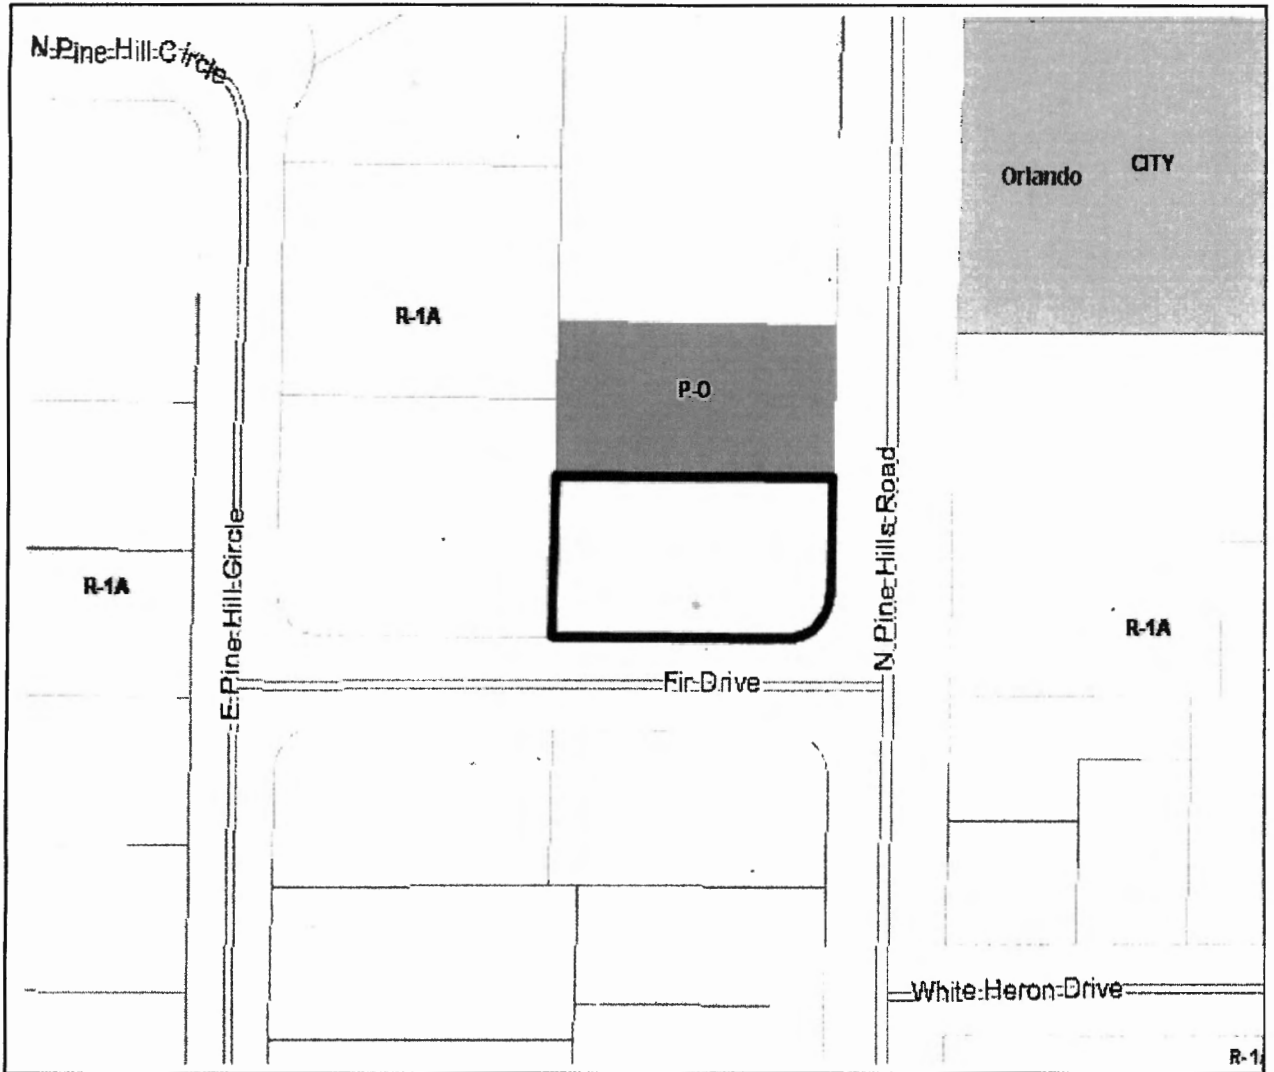 N Pine Hill Circle
Orlando
CITY
R-1A
P-O
N Pine Hills Road
E Pine Hill Circle
R-1A
R-1A
Fir Drive
White Heron Drive
R-1